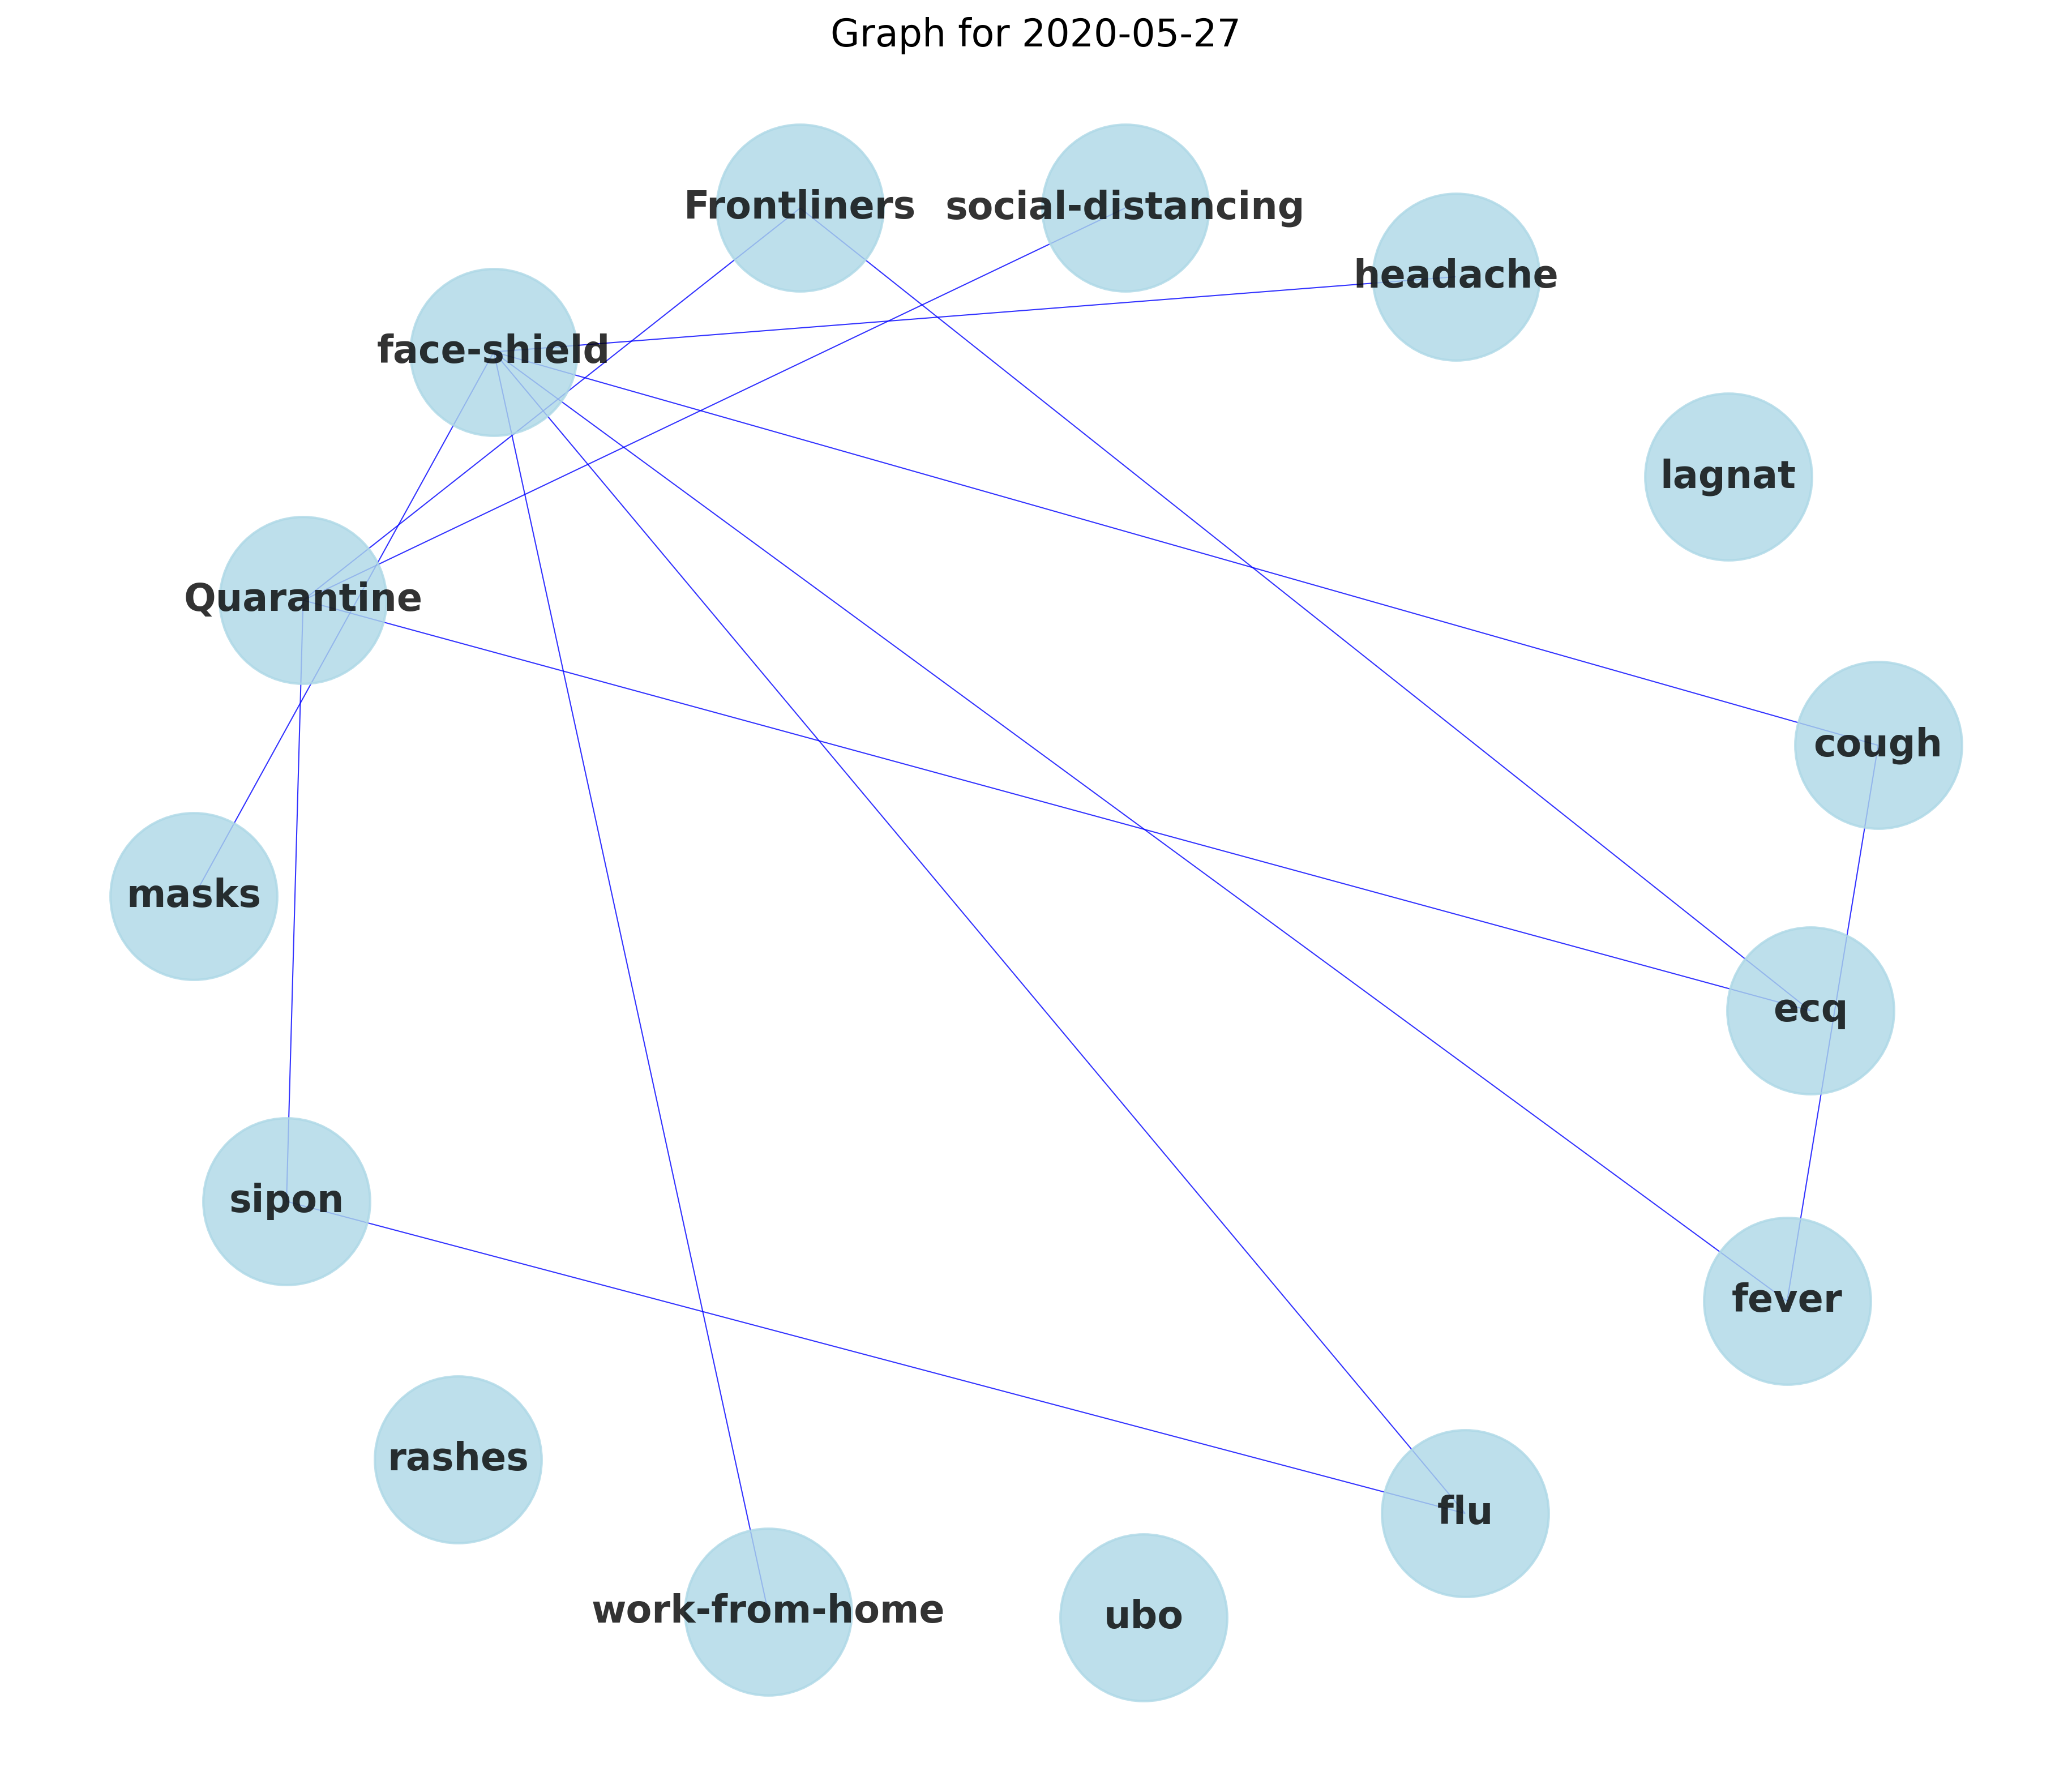 Graph for 2020-05-27
Frontliners
social-distancing
headache
face-shield
lagnat
Quarantine
cough
masks
ecq
sipon
fever
rashes
flu
work-from-home
ubo